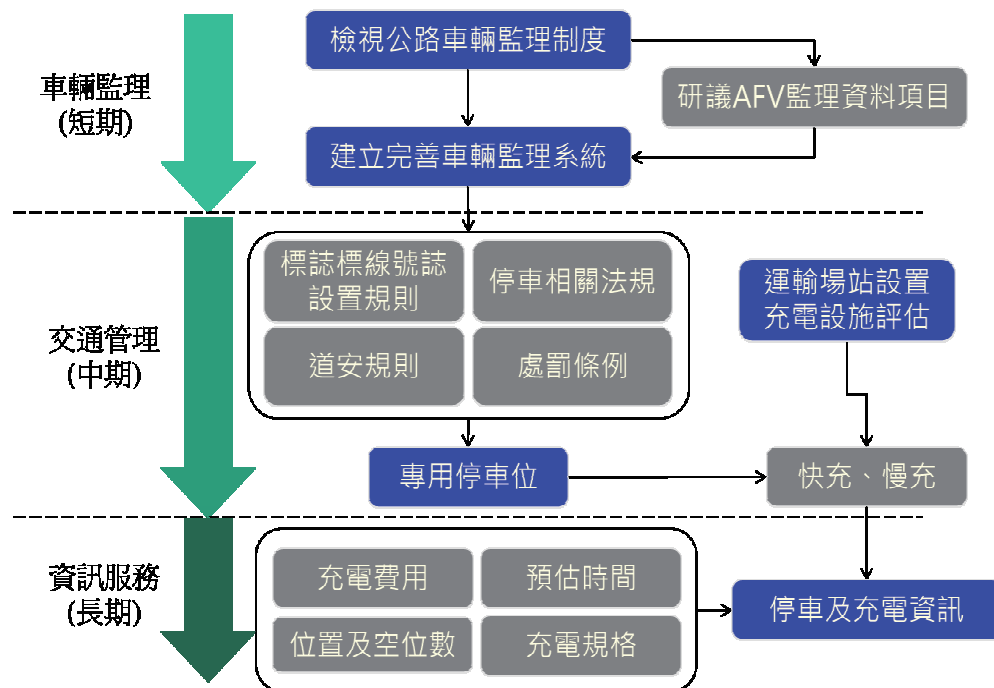 檢視公路車輛監理制度
車輛監理
(短期)
研議AFV監理資料項目
建立完善車輛監理系統
標誌標線號誌
設置規則
停車相關法規
運輸場站設置
充電設施評估
交通管理
(中期)
道安規則
處罰條例
專用停車位
快充、慢充
資訊服務
(長期)
充電費用
預估時間
停車及充電資訊
位置及空位數
充電規格